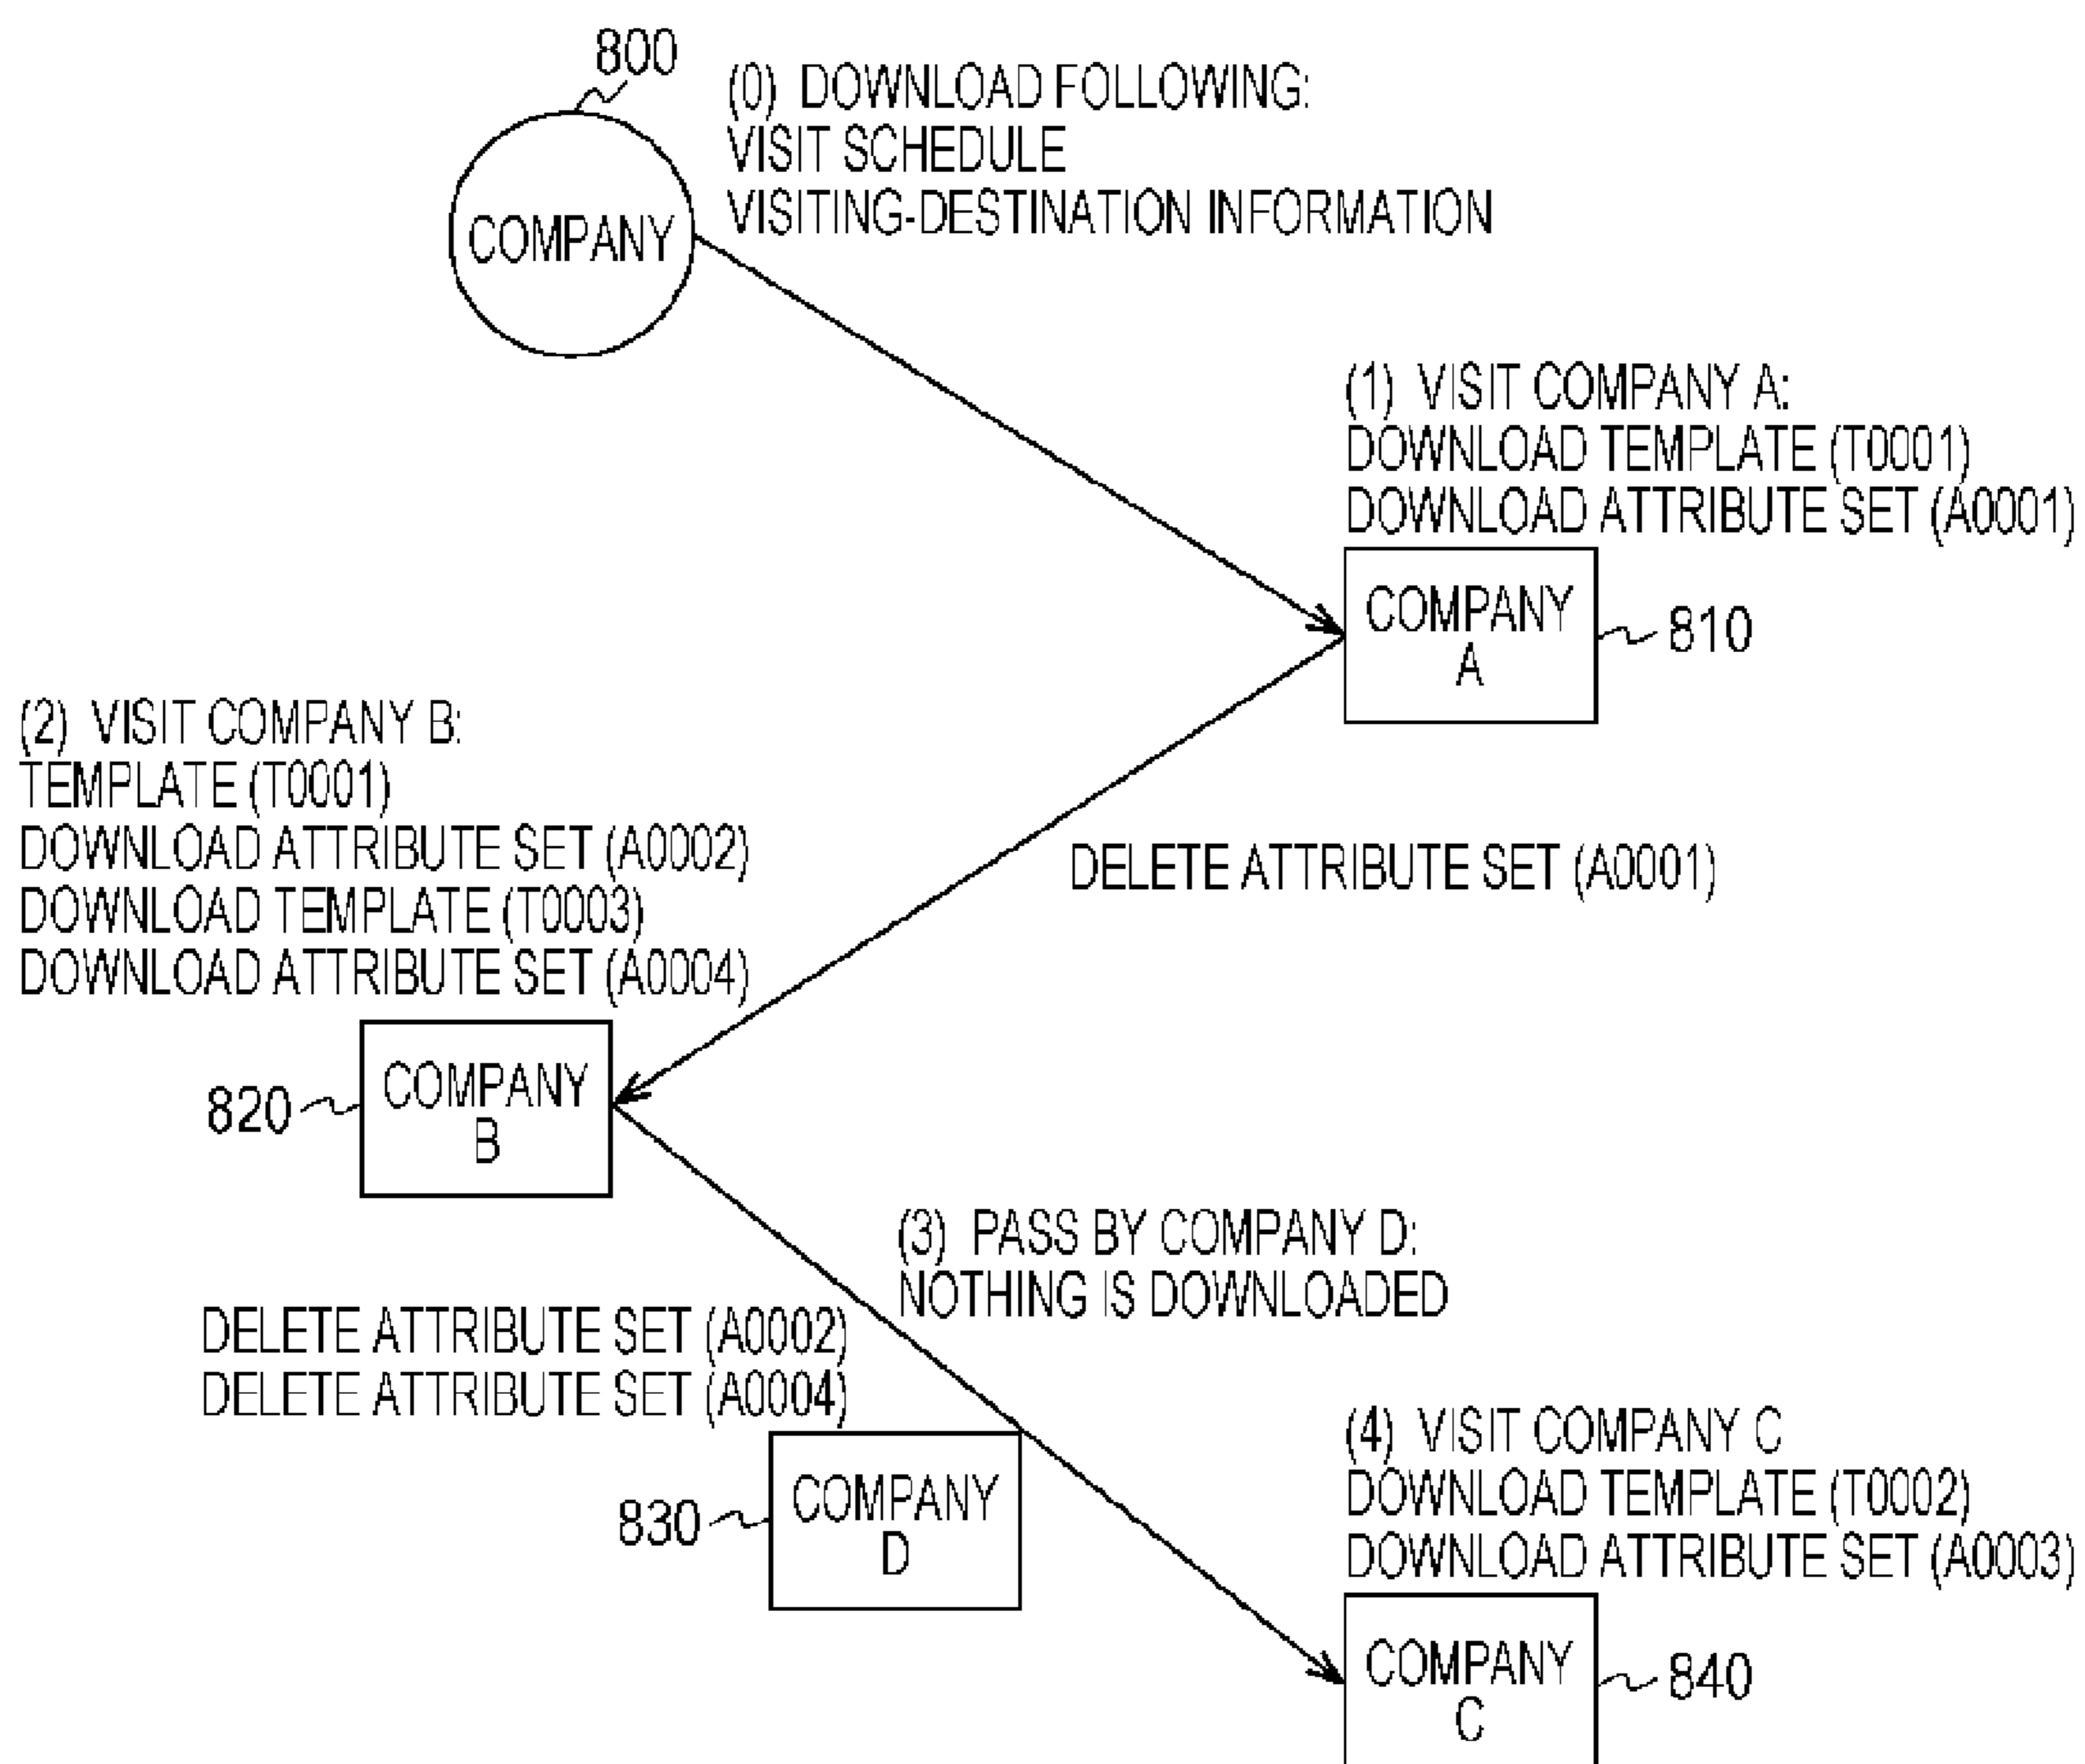 800
(0) DOWNLOAD FOLLOWING:
VISIT SCHEDULE
VISITING-DESTINATION INFORMATION
COMPANY
(1) VISIT COMPANY A:
DOWNLOAD TEMPLATE (T0001)
DOWNLOAD ATTRIBUTE SET (A0001)
COMPANY
A
810
(2) VISIT COMPANY B:
TEMPLATE (T0001)
DOWNLOAD ATTRIBUTE SET (A0002)
DOWNLOAD TEMPLATE (T0003)
DOWNLOAD ATTRIBUTE SET (A0004)
DELETE ATTRIBUTE SET (A0001)
COMPANY
B
820
(3) PASS BY COMPANY D:
NOTHING IS DOWNLOADED
DELETE ATTRIBUTE SET (A0002)
DELETE ATTRIBUTE SET (A0004)
COMPANY
D
830
(4) VISIT COMPANY C
DOWNLOAD TEMPLATE (T0002)
DOWNLOAD ATTRIBUTE SET (A0003)
COMPANY
C
840